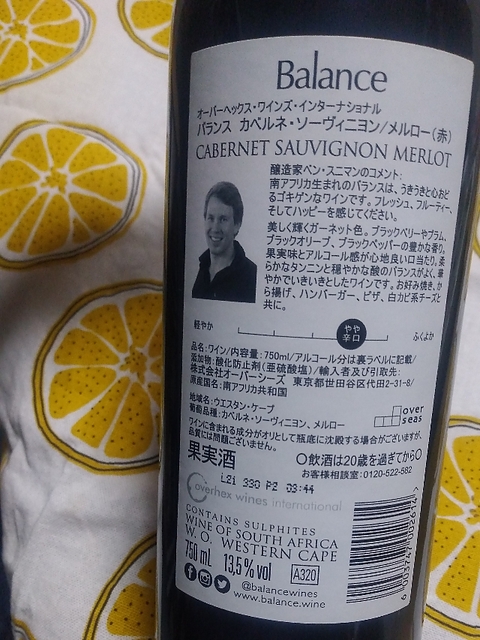 Balance
オーバーヘックス・ワインズ・インターナショナル
バランス カベルネ・ソーヴィニヨン/メルロー(赤)
CABERNET SAUVIGNON MERLOT
醸造家ベン・スニマンのコメント:
南アフリカ生まれのバランスは、うきうきと心おど
るゴキゲンなワインです。フレッシュ、フルーティー、
そしてハッピーを感じてください。
美しく輝くガーネット色。ブラックベリーやプラム、
ブラックオリーブ、ブラックペッパーの豊かな香り。
果実味とアルコール感が心地良い口当たり。柔
らかなタンニンと穏やかな酸のバランスがよく、華
やかでいきいきとしたワインです。お好み焼き、か
ら揚げ、ハンバーガー、ピザ、白カビ系チーズと
共に。
軽やか やや辛口 ふくよか
品名:ワイン/内容量:750ml/アルコール分は裏ラベルに記載/
添加物:酸化防止剤(亜硫酸塩)/輸入者及び引取先:
株式会社オーバーシーズ 東京都世田谷区代田2-31-8/
原産国名:南アフリカ共和国
地域名:ウエスタン・ケープ
葡萄品種:カベルネ・ソーヴィニヨン、メルロー
over seas
ワインに含まれる成分がオリとして瓶底に沈殿する場合がございますが、
品質には問題ございません。
果実酒
〇飲酒は20歳を過ぎてから〇
お客様相談室:0120-522-582
L21 330 P2 03:44
overhex wines international
CONTAINS SULPHITES
WINE OF SOUTH AFRICA
W.O. WESTERN CAPE
750 mL 13,5% vol A320
@balancewines
www.balance.wine